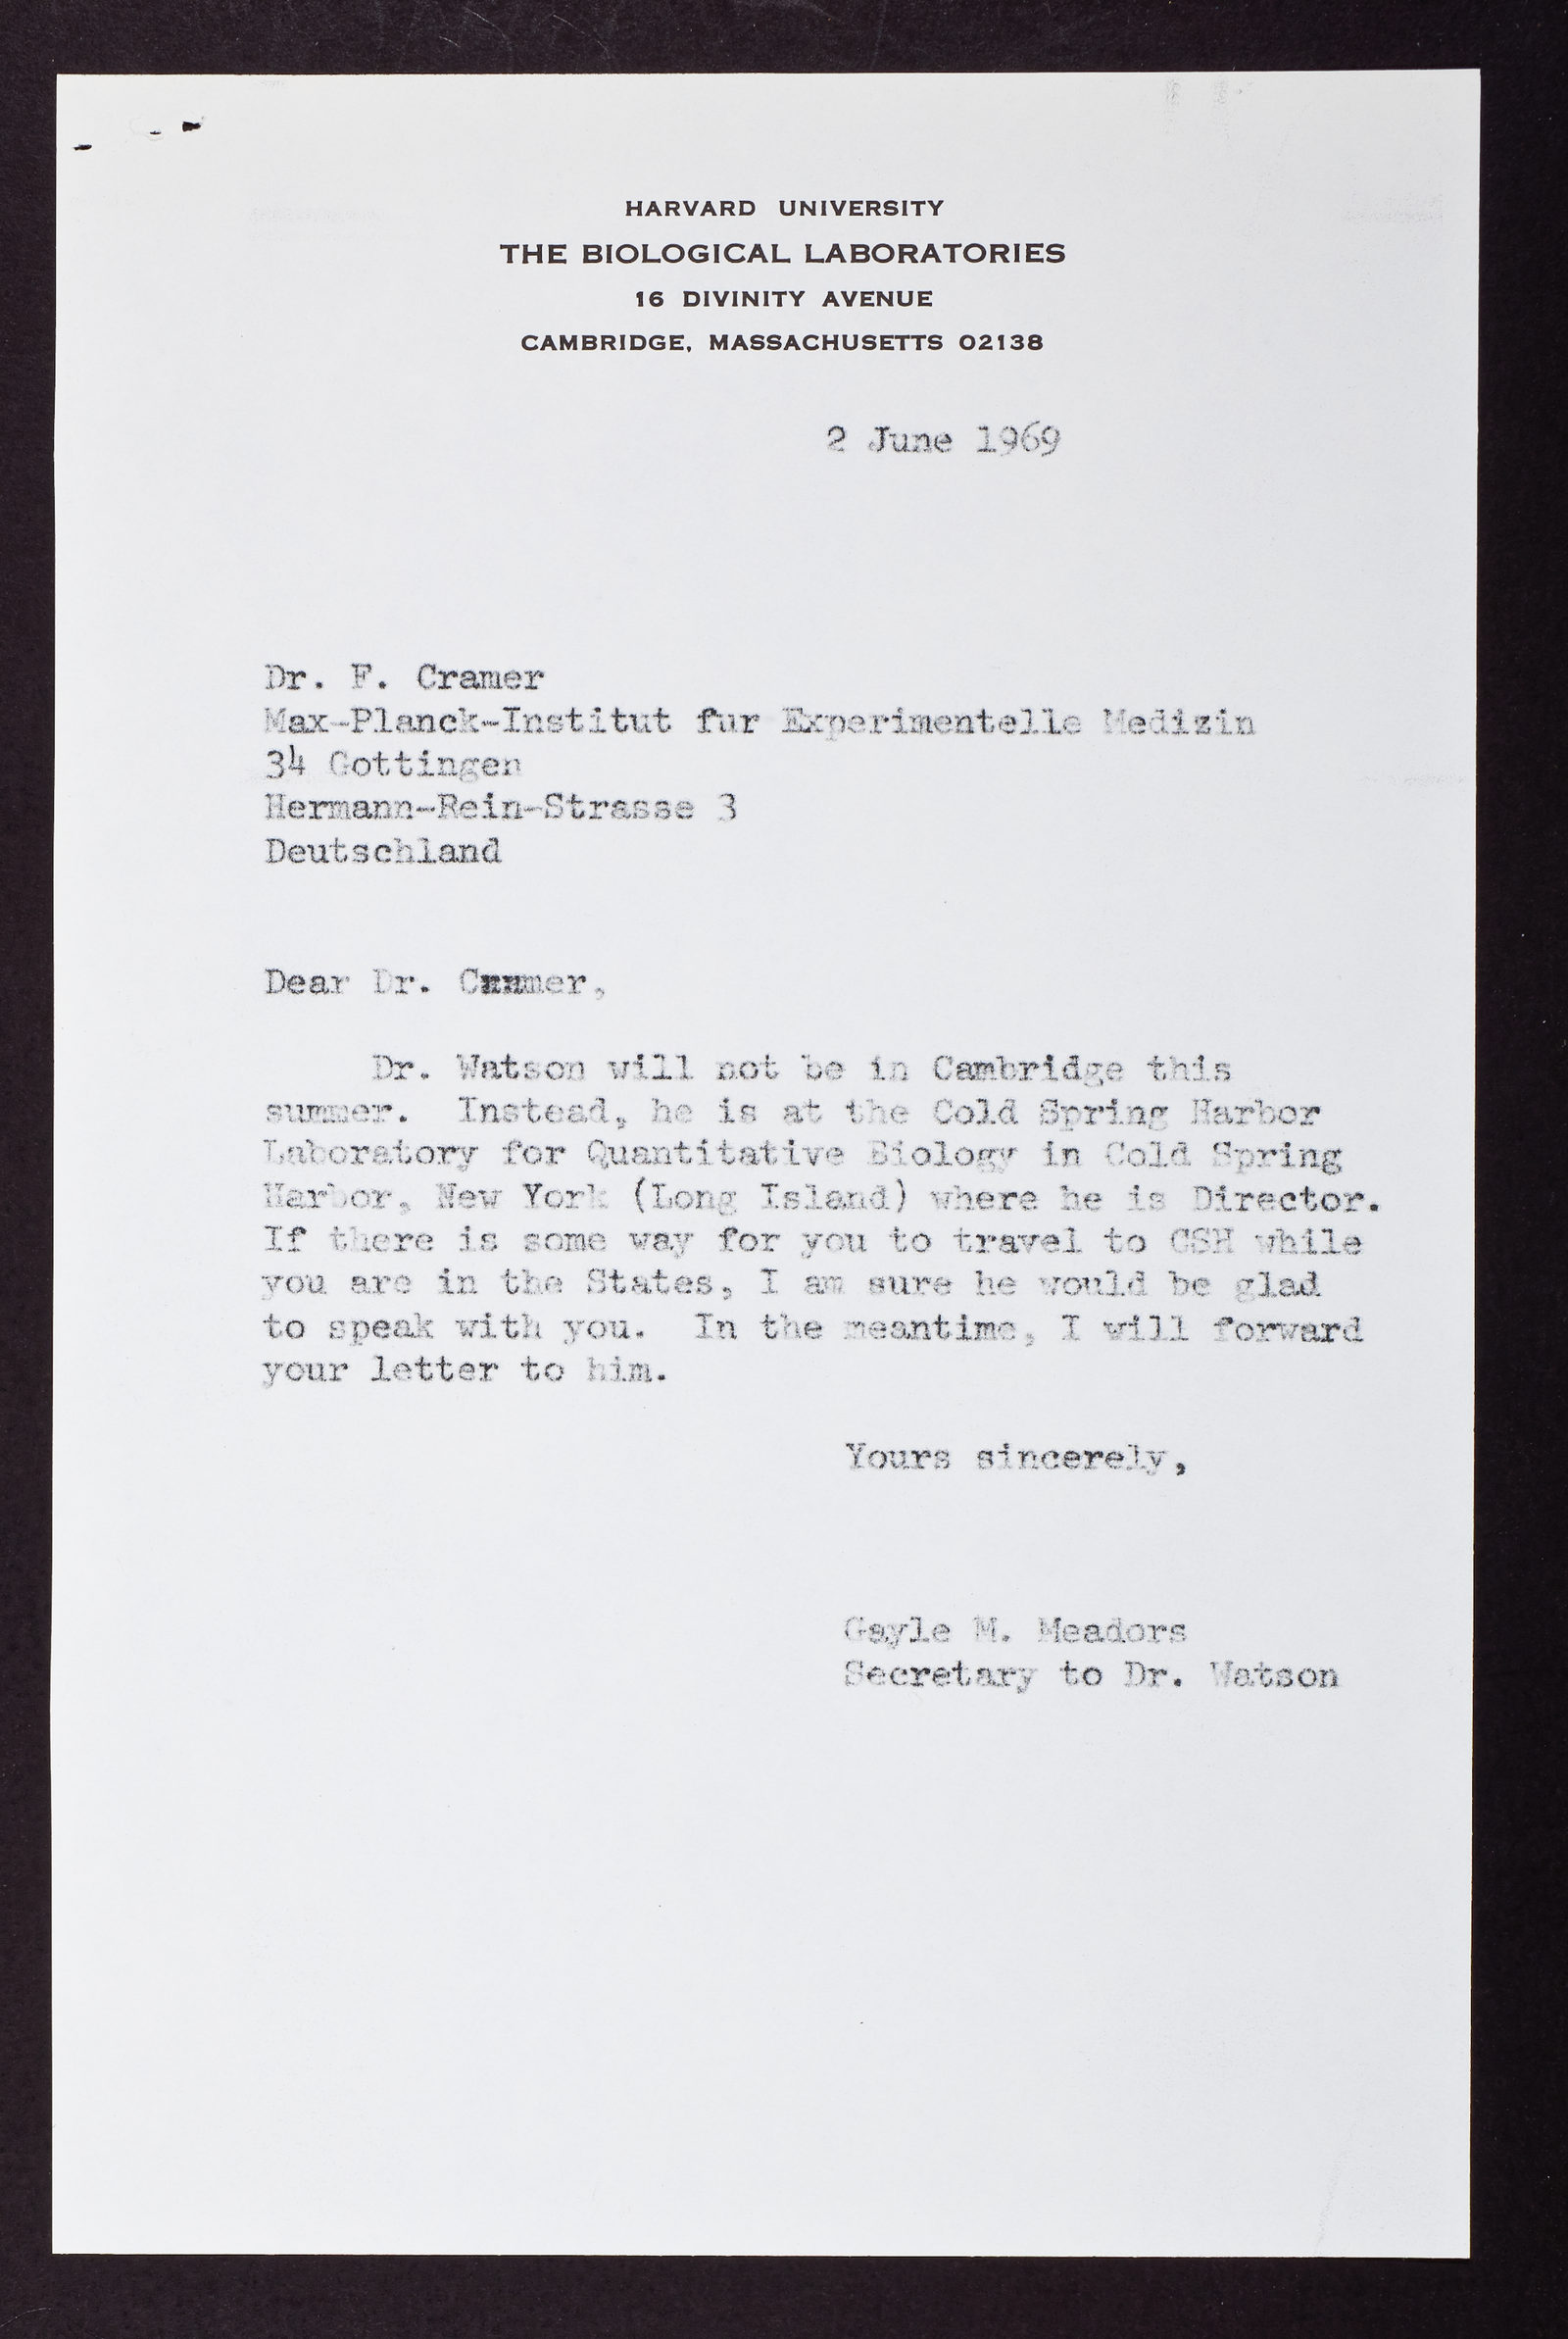 HARVARD UNIVERSITY
THE BIOLOGICAL LABORATORIES
16 DIVINITY AVENUE
CAMBRIDGE, MASSACHUSETTS 02138
2 June 1969
Dr. F. Cramer
Max-Planck-Institut fur Experimentelle Medizin
34 Gottingen
Hermann-Rein-Strasse 3
Deutschland
Dear Dr. Cramer,
Dr. Watson will not be in Cambridge this
summer. Instead, he is at the Cold Spring Harbor
Laboratory for Quantitative Biology in Cold Spring
Harbor, New York (Long Island) where he is Director.
If there is some way for you to travel to CSH while
you are in the States, I am sure he would be glad
to speak with you. In the meantime, I will forward
your letter to him.
Yours sincerely,
Gayle M. Meadors
Secretary to Dr. Watson